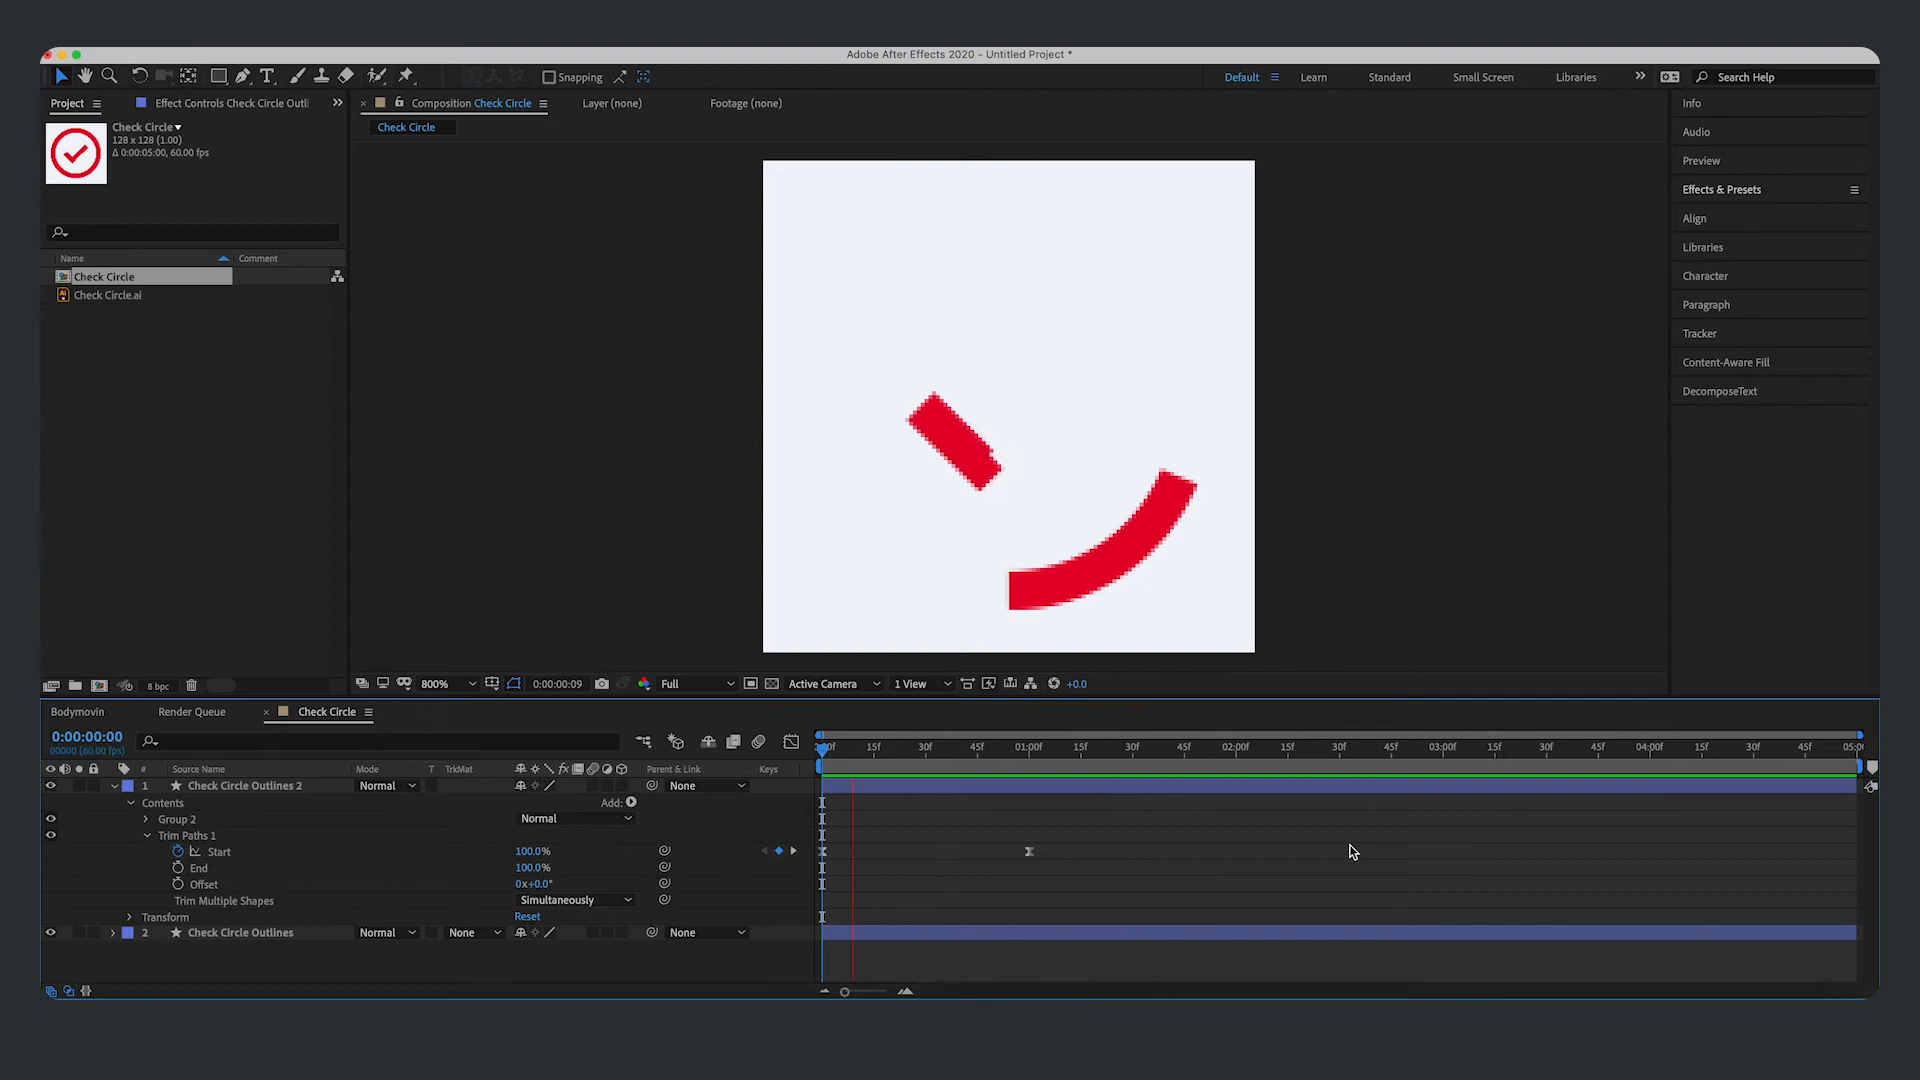 Adobe After Effects 2020 - Untitled Project *
Snapping
Default
Learn
Standard
Small Screen
Libraries
Search Help
Project
Effect Controls Check Circle Outli
Composition Check Circle
Layer (none)
Footage (none)
Check Circle
128 x 128 (1.00)
Δ 0:00:05:00, 60.00 fps
Check Circle
Name
Comment
Check Circle
Check Circle.ai
Info
Audio
Preview
Effects & Presets
Align
Libraries
Character
Paragraph
Tracker
Content-Aware Fill
DecomposeText
8 bpc
800%
0:00:00:09
Full
Active Camera
1 View
+0.0
Bodymovin
Render Queue
Check Circle
0:00:00:00
00000 (60.00 fps)
15f 30f 45f 01:00f 15f 30f 45f 02:00f 15f 30f 45f 03:00f 15f 30f 45f 04:00f 15f 30f 45f 05:00
# Source Name Mode T TrkMat Parent & Link Keys
1 Check Circle Outlines 2 Normal None
Contents Add:
Group 2 Normal
Trim Paths 1
Start 100.0%
End 100.0%
Offset 0x+0.0°
Trim Multiple Shapes Simultaneously
Transform Reset
2 Check Circle Outlines Normal None None